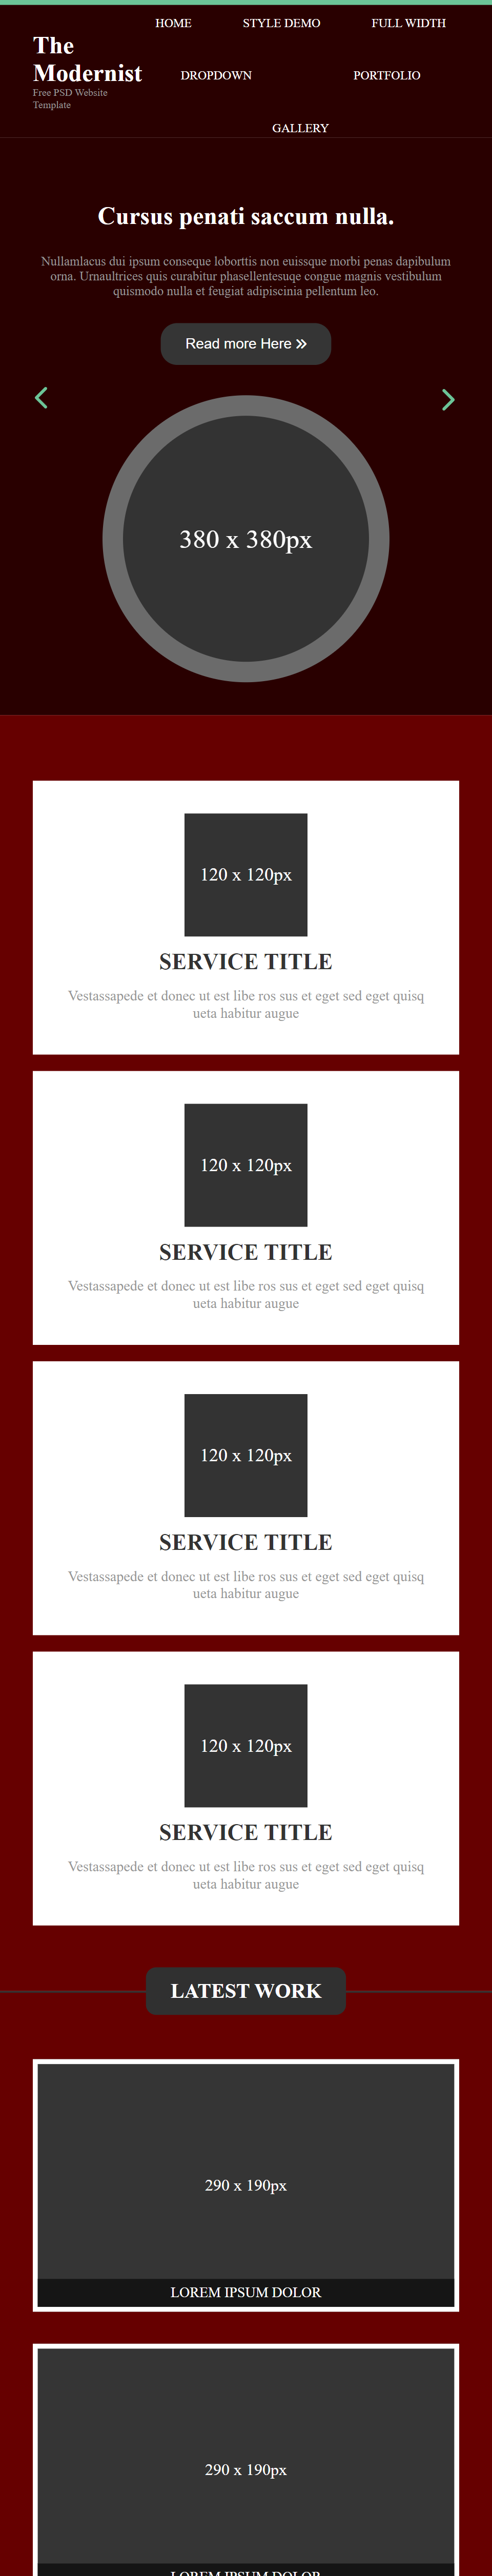 The
Modernist
Free PSD Website
Template
HOME
STYLE DEMO
FULL WIDTH
DROPDOWN
PORTFOLIO
GALLERY
Cursus penati saccum nulla.
Nullamlacus dui ipsum conseque loborttis non euissque morbi penas dapibulum
orna. Urnaultrices quis curabitur phasellentesuqe congue magnis vestibulum
quismodo nulla et feugiat adipiscinia pellentum leo.
Read more Here »
380 x 380px
120 x 120px
SERVICE TITLE
Vestassapede et donec ut est libe ros sus et eget sed eget quisq
ueta habitur augue
120 x 120px
SERVICE TITLE
Vestassapede et donec ut est libe ros sus et eget sed eget quisq
ueta habitur augue
120 x 120px
SERVICE TITLE
Vestassapede et donec ut est libe ros sus et eget sed eget quisq
ueta habitur augue
120 x 120px
SERVICE TITLE
Vestassapede et donec ut est libe ros sus et eget sed eget quisq
ueta habitur augue
LATEST WORK
290 x 190px
LOREM IPSUM DOLOR
290 x 190px
LOREM IPSUM DOLOR